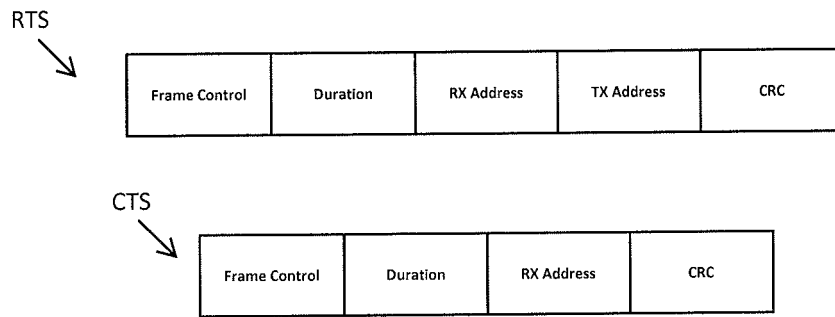 RTS
Frame Control Duration RX Address TX Address CRC
CTS
Frame Control Duration RX Address CRC